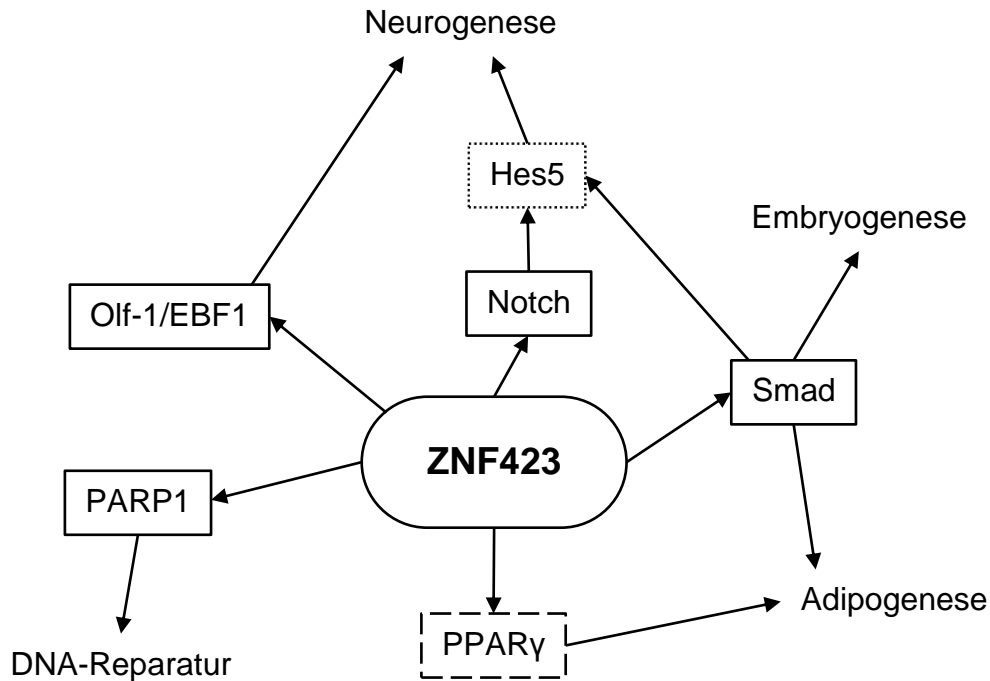 Neurogenese
Hes5
Embryogenese
Olf-1/EBF1
Notch
Smad
ZNF423
PARP1
Adipogenese
PPARγ
DNA-Reparatur